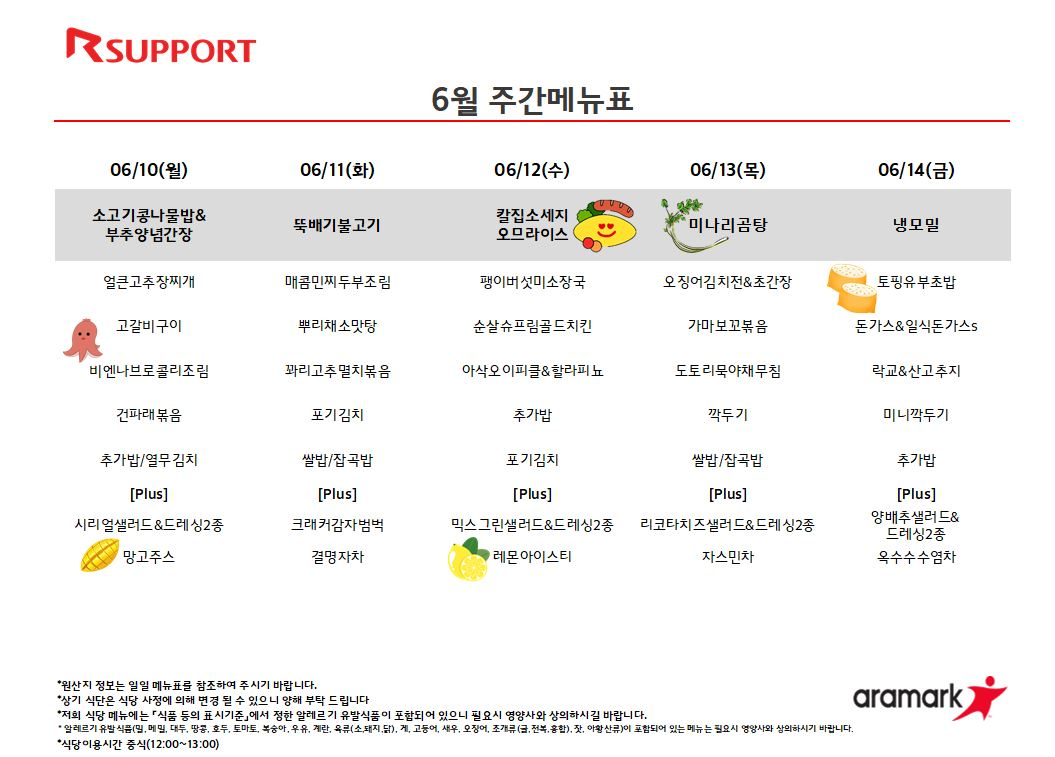 RSUPPORT
6월 주간메뉴표
06/10(월) 06/11(화) 06/12(수) 06/13(목) 06/14(금)
소고기콩나물밥&
부추양념간장
뚝배기불고기
칼집소세지
오므라이스
미나리곰탕
냉모밀
얼큰고추장찌개 매콤민찌두부조림 팽이버섯미소장국 오징어김치전&초간장 토핑유부초밥
고갈비구이 뿌리채소맛탕 순살슈프림골드치킨 가마보꼬볶음 돈가스&일식돈가스s
비엔나브로콜리조림 꽈리고추멸치볶음 아삭오이피클&할라피뇨 도토리묵야채무침 락교&산고추지
건파래볶음 포기김치 추가밥 깍두기 미니깍두기
추가밥/열무김치 쌀밥/잡곡밥 포기김치 쌀밥/잡곡밥 추가밥
[Plus] [Plus] [Plus] [Plus] [Plus]
시리얼샐러드&드레싱2종 크래커감자범벅 믹스그린샐러드&드레싱2종 리코타치즈샐러드&드레싱2종 양배추샐러드&
드레싱2종
망고주스 결명자차 레몬아이스티 자스민차 옥수수수염차
*원산지 정보는 일일 메뉴표를 참조하여 주시기 바랍니다.
*상기 식단은 식당 사정에 의해 변경 될 수 있으니 양해 부탁 드립니다
*저희 식당 메뉴에는 『식품 등의 표시기준』에서 정한 알레르기 유발식품이 포함되어 있으니 필요시 영양사와 상의하시길 바랍니다.
* 알레르기유발식품(밀, 메밀, 대두, 땅콩, 호두, 토마토, 복숭아, 우유, 계란, 육류(소,돼지,닭), 게, 고등어, 새우, 오징어, 조개류(굴,전복,홍합), 잣, 아황산류)이 포함되어 있는 메뉴는 필요시 영양사와 상의하시기 바랍니다.
*식당이용시간 중식(12:00~13:00)
aramark